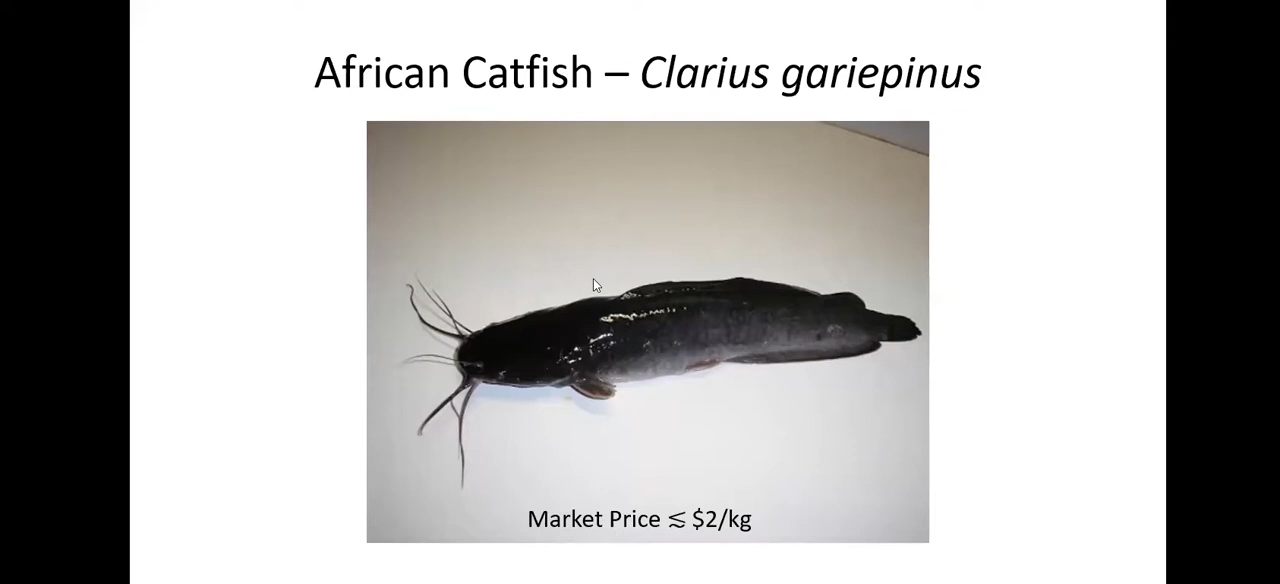 African Catfish – Clarius gariepinus
Market Price ≲ $2/kg